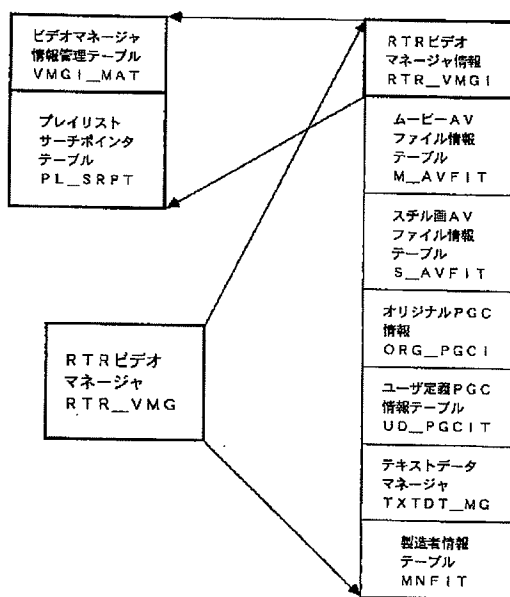 ビデオマネージャ
情報管理テーブル
VMGI_MAT
プレイリスト
サーチポインタ
テーブル
PL_SRPT
RTRビデオ
マネージャ
RTR_VMG
RTRビデオ
マネージャ情報
RTR_VMGI
ムービーAV
ファイル情報
テーブル
M_AVFIT
スチル画AV
ファイル情報
テーブル
S_AVFIT
オリジナルPGC
情報
ORG_PGCI
ユーザ定義PGC
情報テーブル
UD_PGCIT
テキストデータ
マネージャ
TXTDT_MG
製造者情報
テーブル
MNFIT